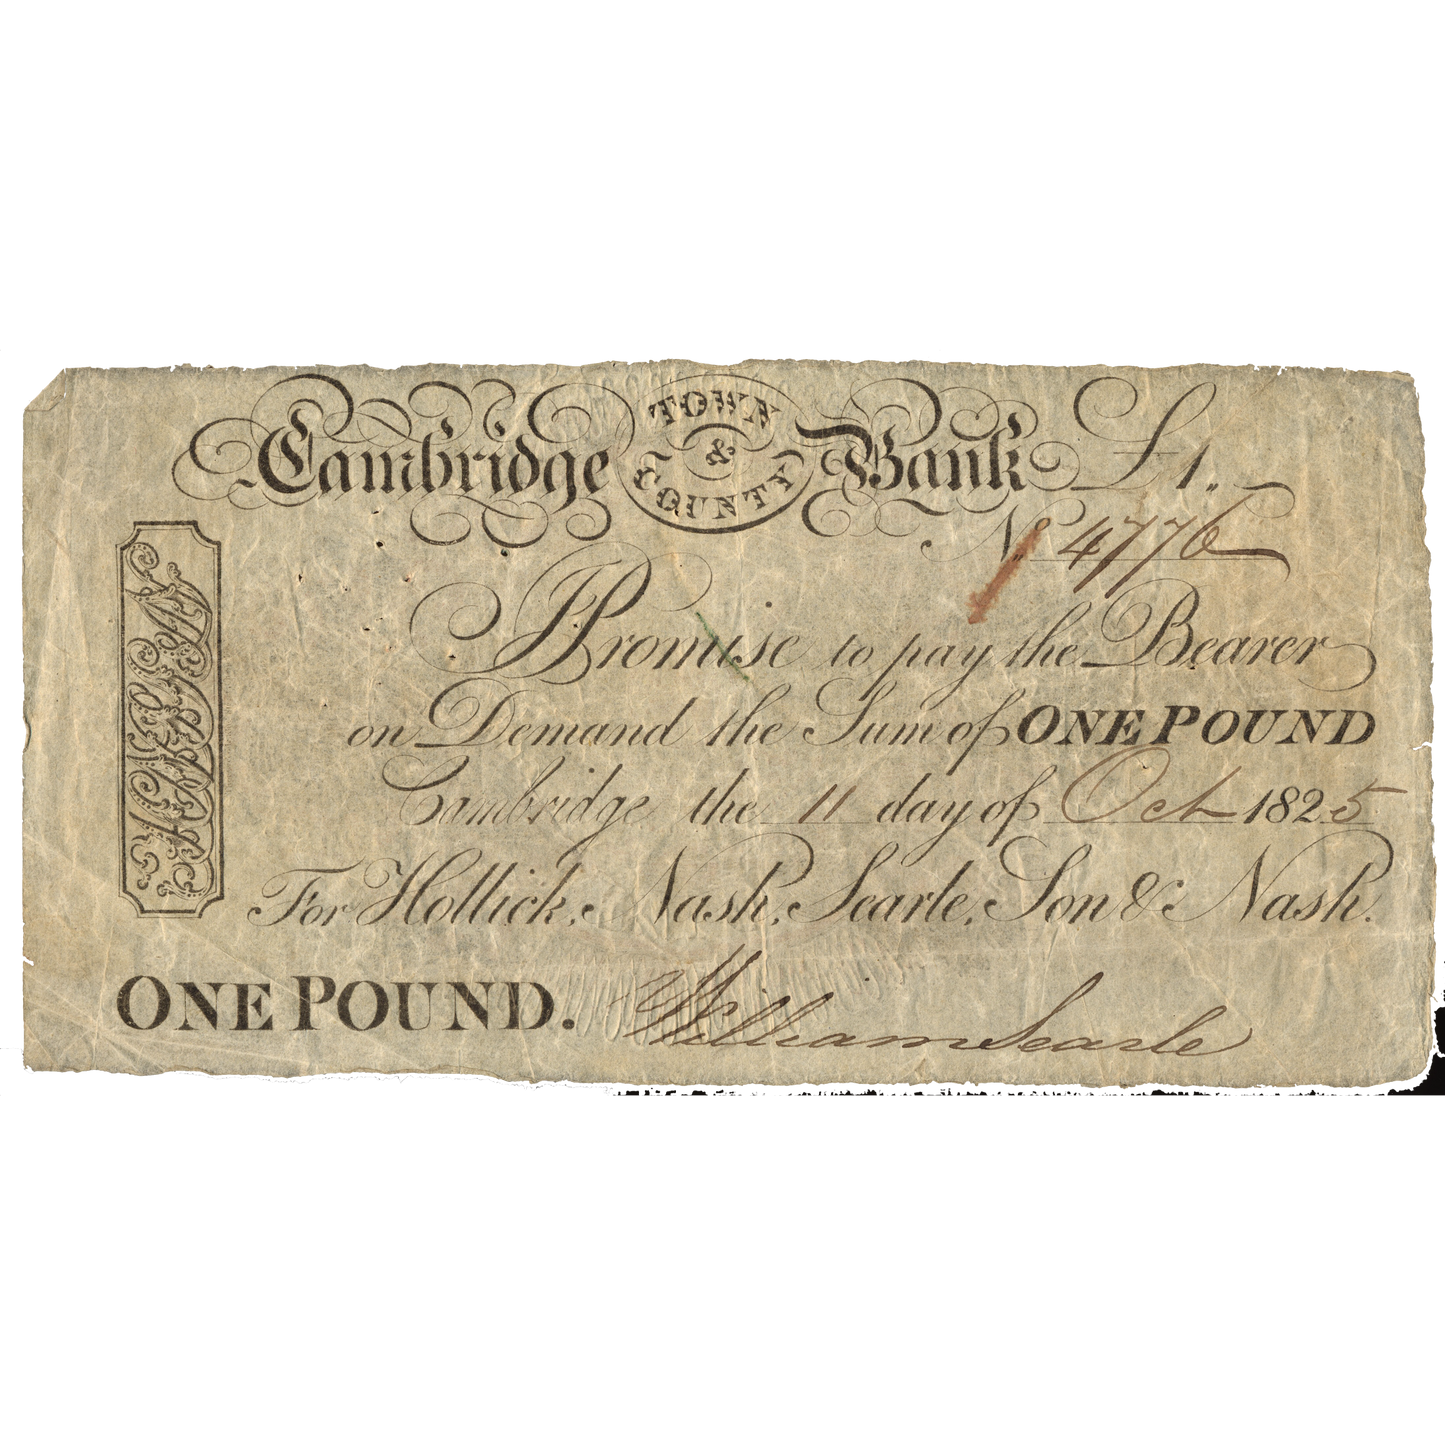 Cambridge TOWN & COUNTY Bank £1..
No. 4776
I Promise to pay the Bearer
on Demand the Sum of ONE POUND
Cambridge the 11 day of Oct 1825
For Hollick, Nash, Searle, Son & Nash.
ONE POUND. William Searle